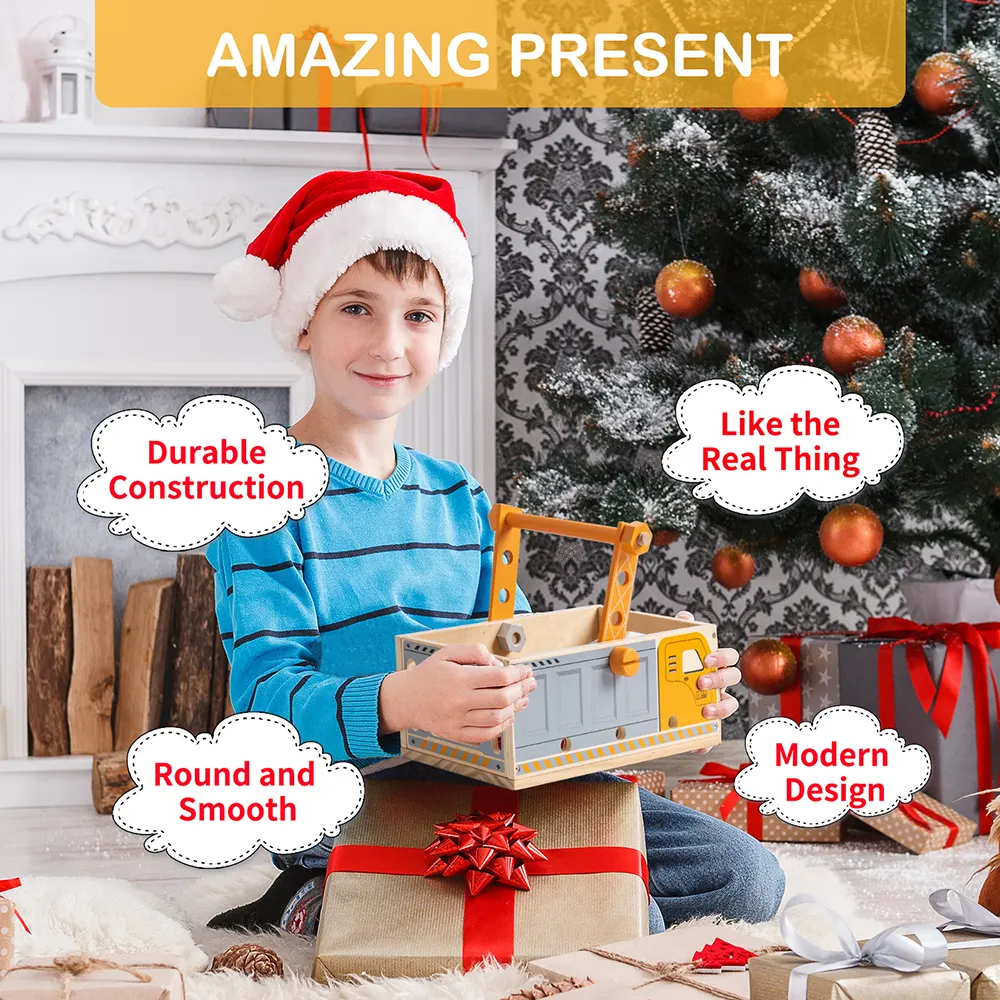 AMAZING PRESENT
Durable
Construction
Like the
Real Thing
Round and
Smooth
Modern
Design